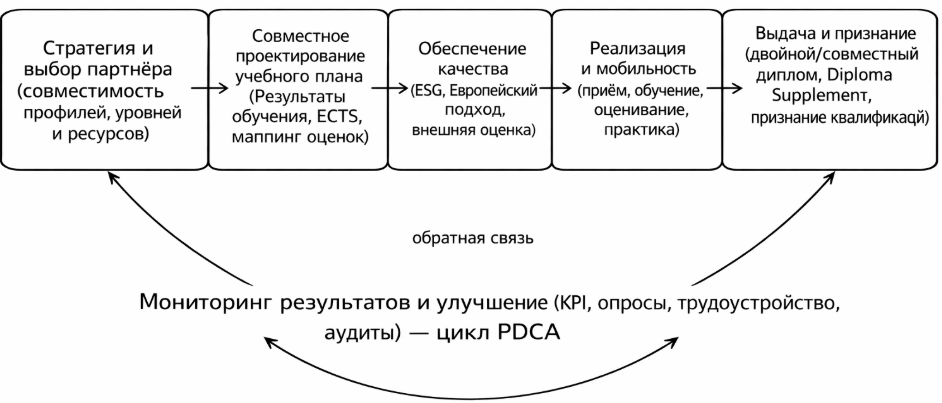 Стратегия и
выбор партнёра
(совместимость
профилей, уровней
и ресурсов)
Совместное
проектирование
учебного плана
(Результаты
обучения, ECTS,
маппинг оценок)
Обеспечение
качества
(ESG, Европейский
подход,
внешняя оценка)
Реализация
и мобильность
(приём, обучение,
оценивание,
практика)
Выдача и признание
(двойной/совместный
диплом, Diploma
Supplement,
признание квалификацй)
обратная связь
Мониторинг результатов и улучшение (KPI, опросы, трудоустройство,
аудиты) — цикл PDCA